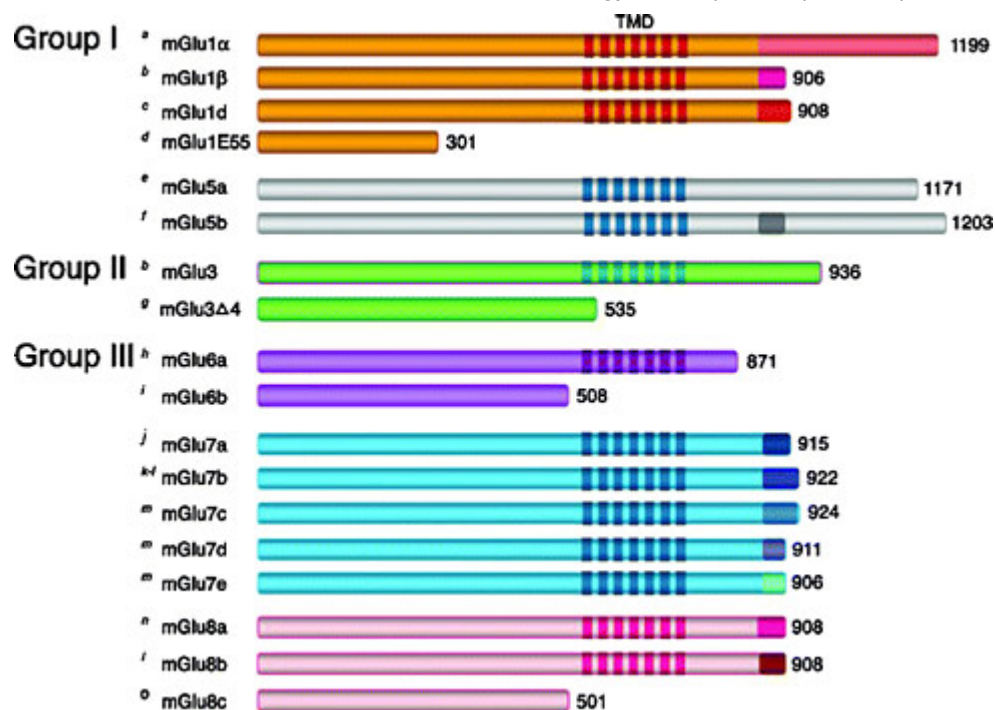 TMD
Group I a mGlu1α 1199
b mGlu1β 906
c mGlu1d 908
d mGlu1E55 301
e mGlu5a 1171
f mGlu5b 1203
Group II b mGlu3 936
g mGlu3Δ4 535
Group III h mGlu6a 871
i mGlu6b 508
j mGlu7a 915
k-l mGlu7b 922
m mGlu7c 924
m mGlu7d 911
m mGlu7e 906
n mGlu8a 908
l mGlu8b 908
o mGlu8c 501